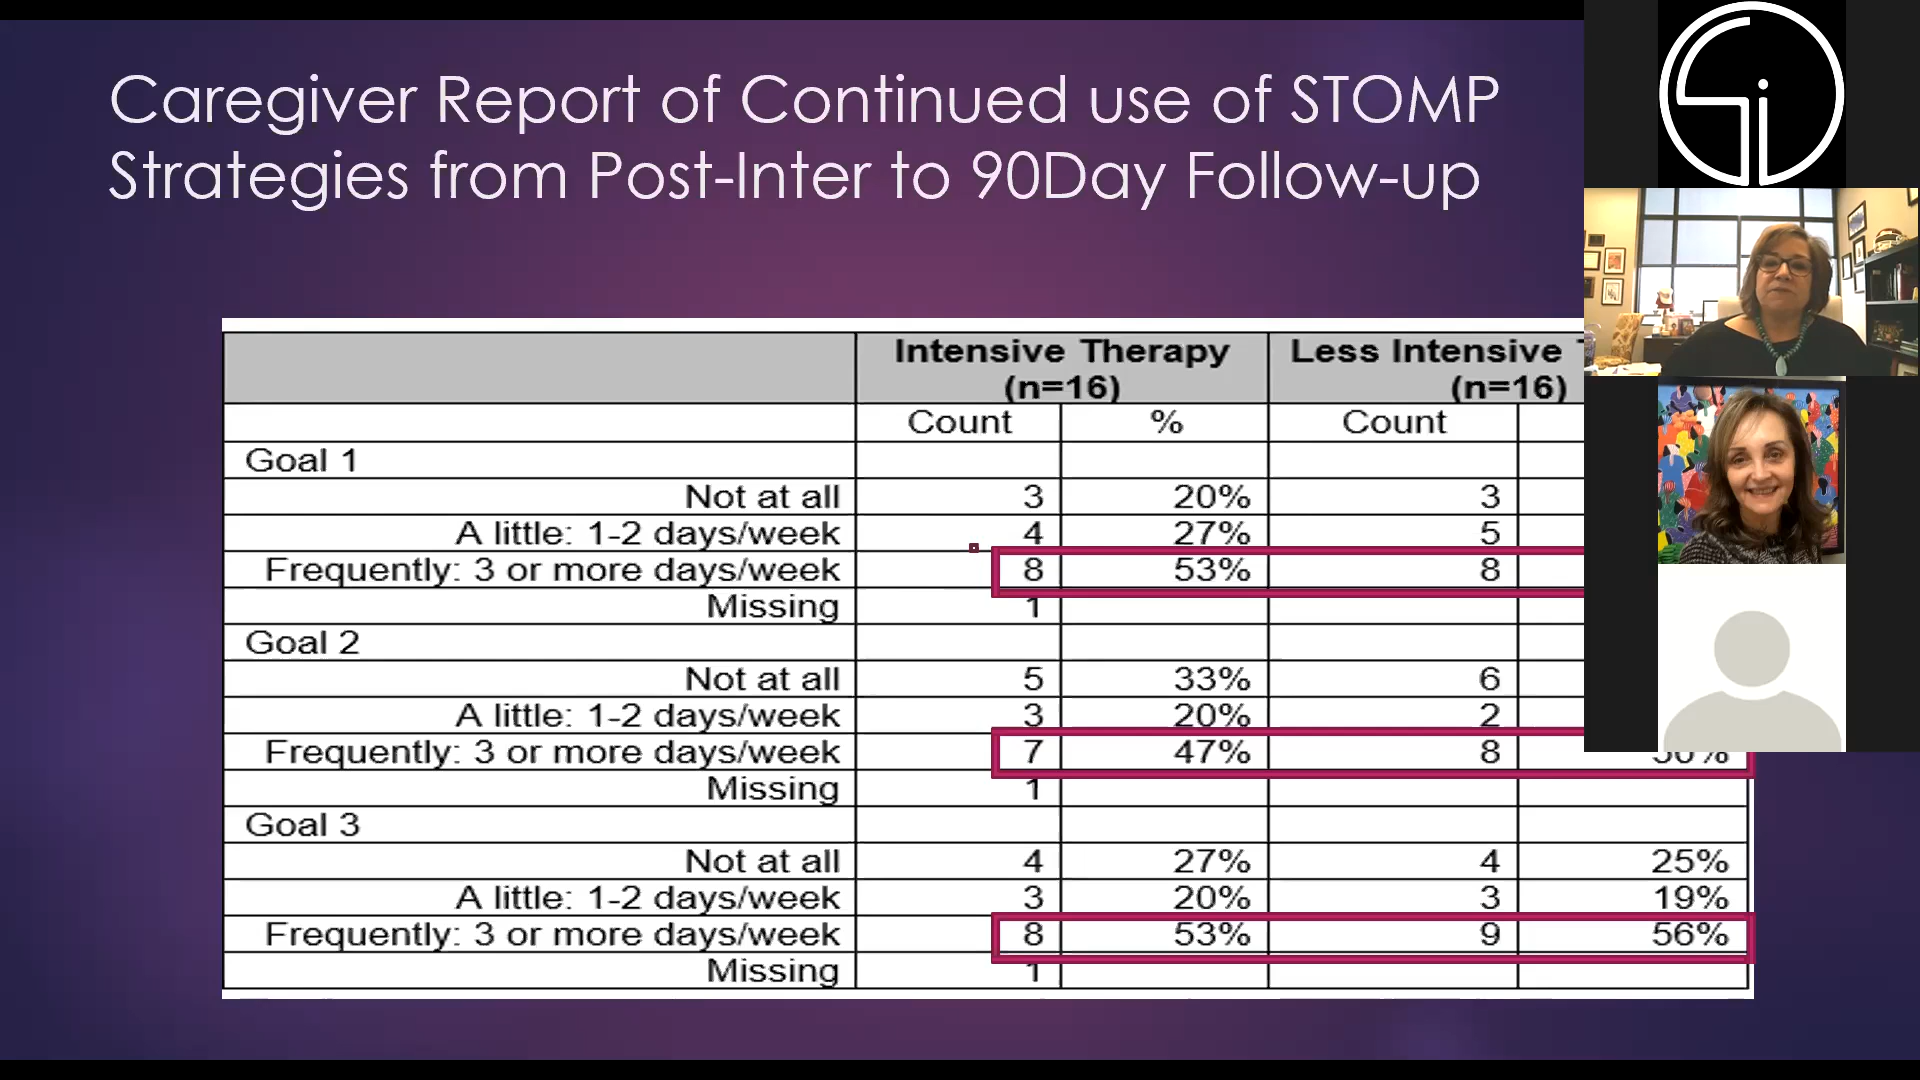 Caregiver Report of Continued use of STOMP
Strategies from Post-Inter to 90Day Follow-up
Intensive Therapy Less Intensive
(n=16) (n=16)
Count % Count
Goal 1
Not at all 3 20% 3
A little: 1-2 days/week 4 27% 5
Frequently: 3 or more days/week 8 53% 8
Missing 1
Goal 2
Not at all 5 33% 6
A little: 1-2 days/week 3 20% 2
Frequently: 3 or more days/week 7 47% 8
Missing 1
Goal 3
Not at all 4 27% 4 25%
A little: 1-2 days/week 3 20% 3 19%
Frequently: 3 or more days/week 8 53% 9 56%
Missing 1